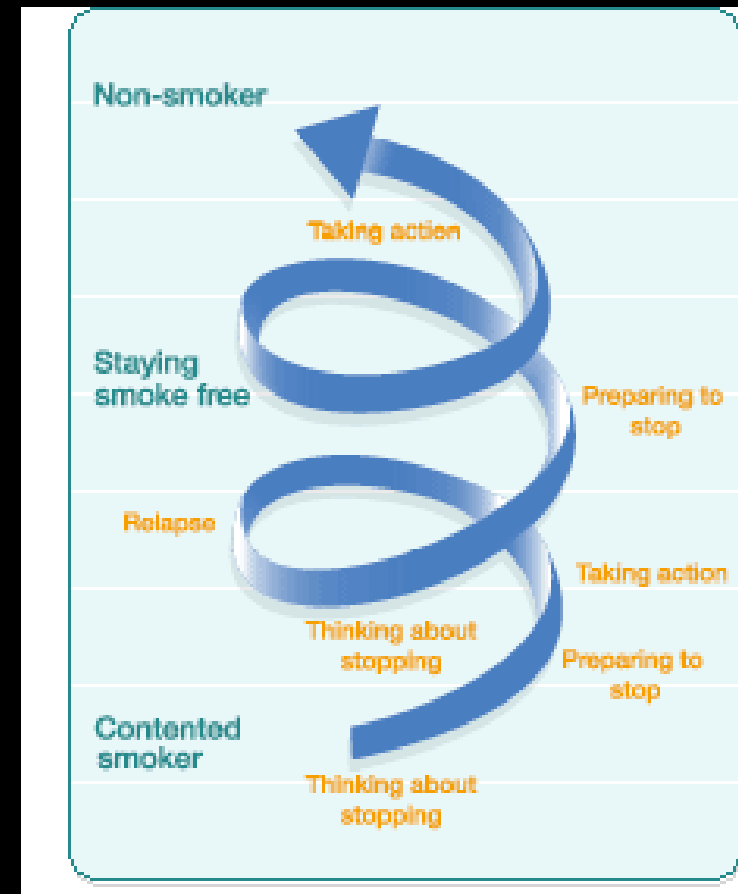 Non-smoker
Taking action
Staying
smoke free
Preparing to
stop
Relapse
Taking action
Thinking about
stopping
Preparing to
stop
Contented
smoker
Thinking about
stopping